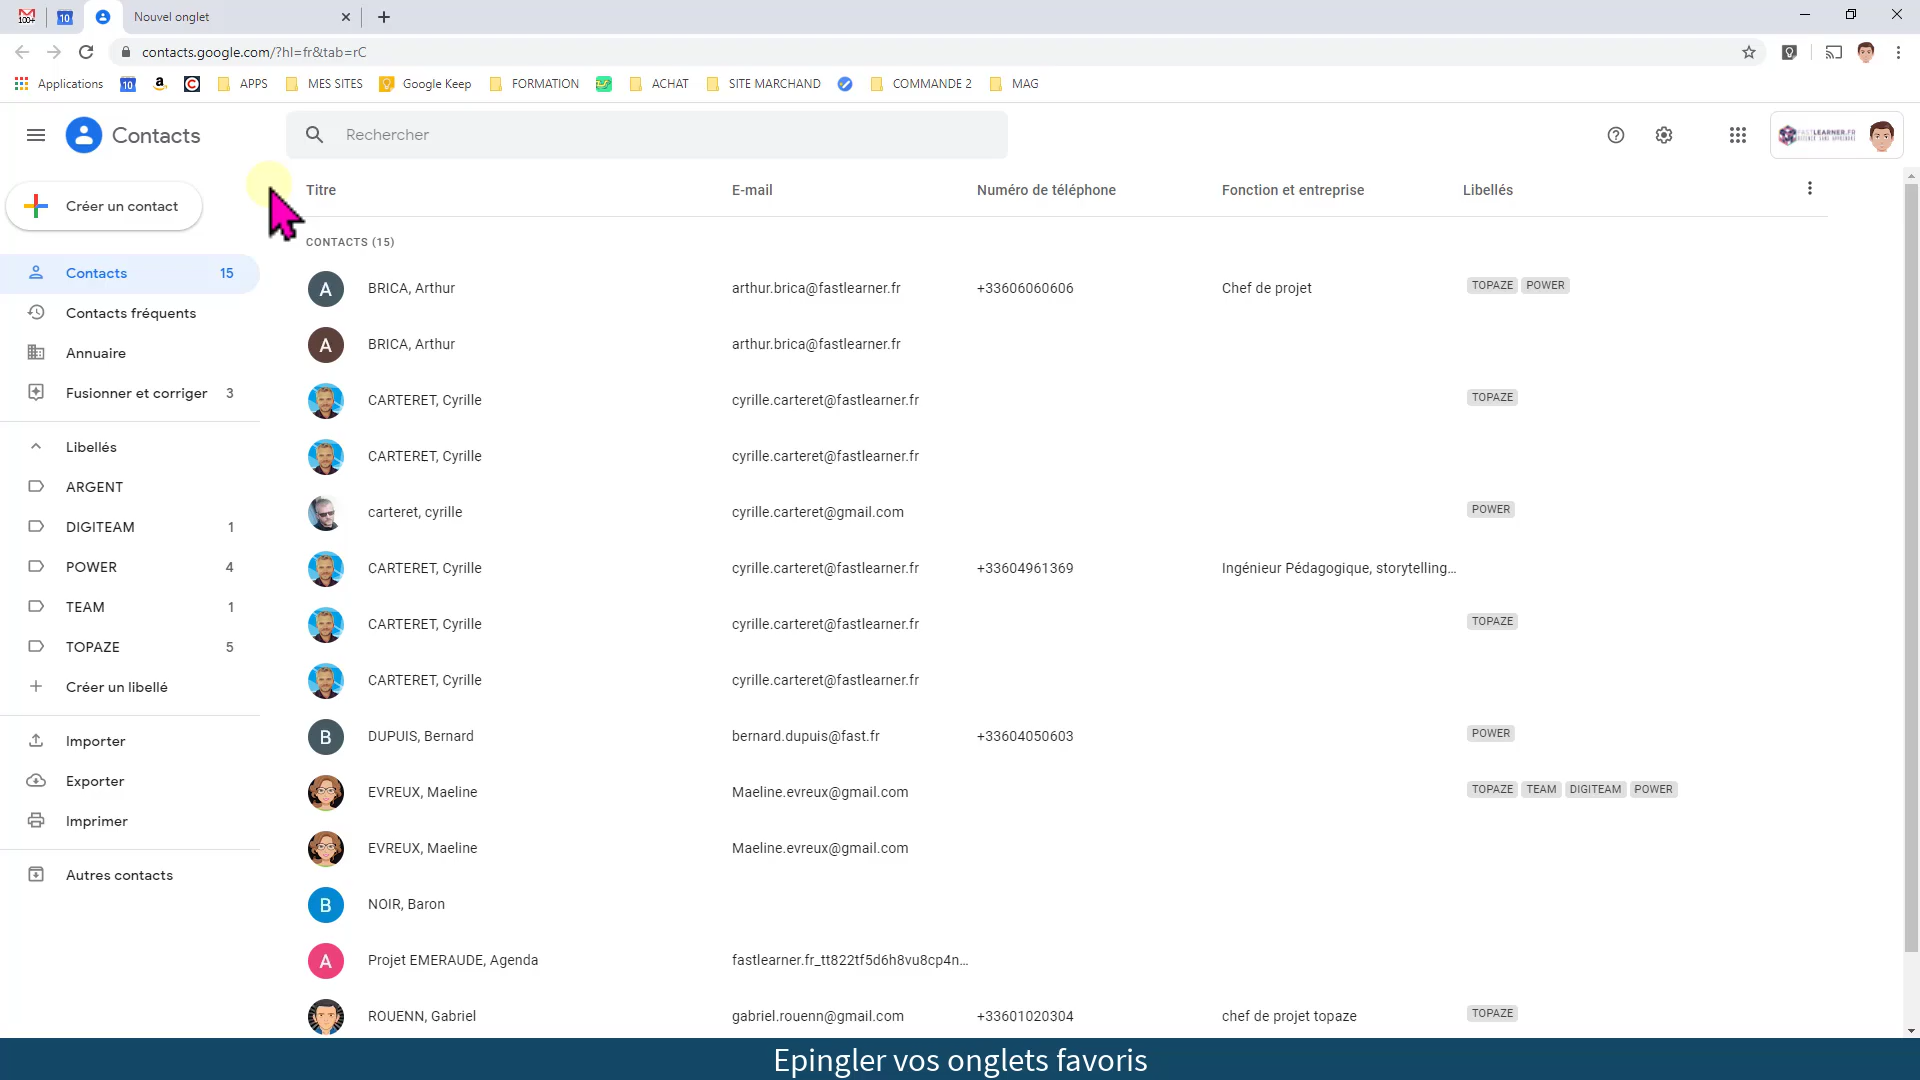 100+
10
Nouvel onglet
contacts.google.com/?hl=fr&tab=rC
Applications 10 a C APPS MES SITES Google Keep FORMATION ACHAT SITE MARCHAND COMMANDE 2 MAG
Contacts
Rechercher
FASTLEARNER.FR
Créer un contact
Contacts 15
Contacts fréquents
Annuaire
Fusionner et corriger 3
Libellés
ARGENT
DIGITEAM 1
POWER 4
TEAM 1
TOPAZE 5
Créer un libellé
Importer
Exporter
Imprimer
Autres contacts
Titre E-mail Numéro de téléphone Fonction et entreprise Libellés
CONTACTS (15)
A BRICA, Arthur arthur.brica@fastlearner.fr +33606060606 Chef de projet TOPAZE POWER
A BRICA, Arthur arthur.brica@fastlearner.fr
CARTERET, Cyrille cyrille.carteret@fastlearner.fr TOPAZE
CARTERET, Cyrille cyrille.carteret@fastlearner.fr
carteret, cyrille cyrille.carteret@gmail.com POWER
CARTERET, Cyrille cyrille.carteret@fastlearner.fr +33604961369 Ingénieur Pédagogique, storytelling...
CARTERET, Cyrille cyrille.carteret@fastlearner.fr TOPAZE
CARTERET, Cyrille cyrille.carteret@fastlearner.fr
B DUPUIS, Bernard bernard.dupuis@fast.fr +33604050603 POWER
EVREUX, Maeline Maeline.evreux@gmail.com TOPAZE TEAM DIGITEAM POWER
EVREUX, Maeline Maeline.evreux@gmail.com
B NOIR, Baron
A Projet EMERAUDE, Agenda fastlearner.fr_tt822tf5d6h8vu8cp4n...
ROUENN, Gabriel gabriel.rouenn@gmail.com +33601020304 chef de projet topaze TOPAZE
Epingler vos onglets favoris